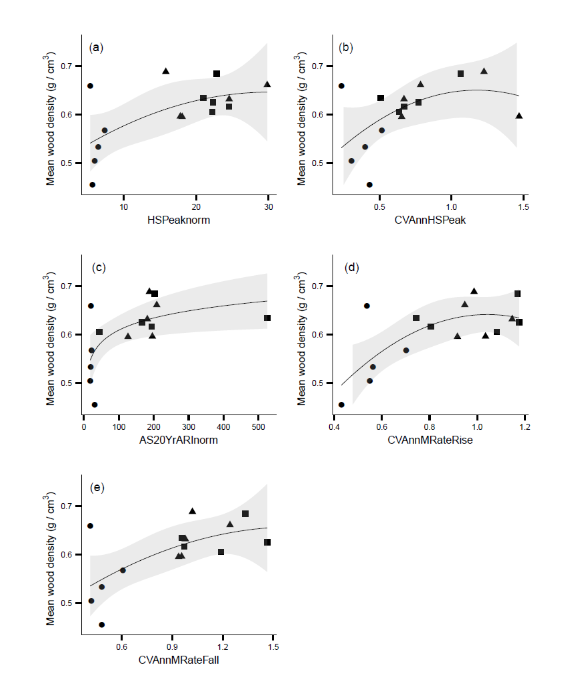 (a)
Mean wood density (g / cm³)
0.7
0.6
0.5
10 20 30
HSPeaknorm
(b)
Mean wood density (g / cm³)
0.7
0.6
0.5
0.5 1.0 1.5
CVAnnHSPeak
(c)
Mean wood density (g / cm³)
0.7
0.6
0.5
0 100 200 300 400 500
AS20YrARInorm
(d)
Mean wood density (g / cm³)
0.7
0.6
0.5
0.4 0.6 0.8 1.0 1.2
CVAnnMRateRise
(e)
Mean wood density (g / cm³)
0.7
0.6
0.5
0.6 0.9 1.2 1.5
CVAnnMRateFall